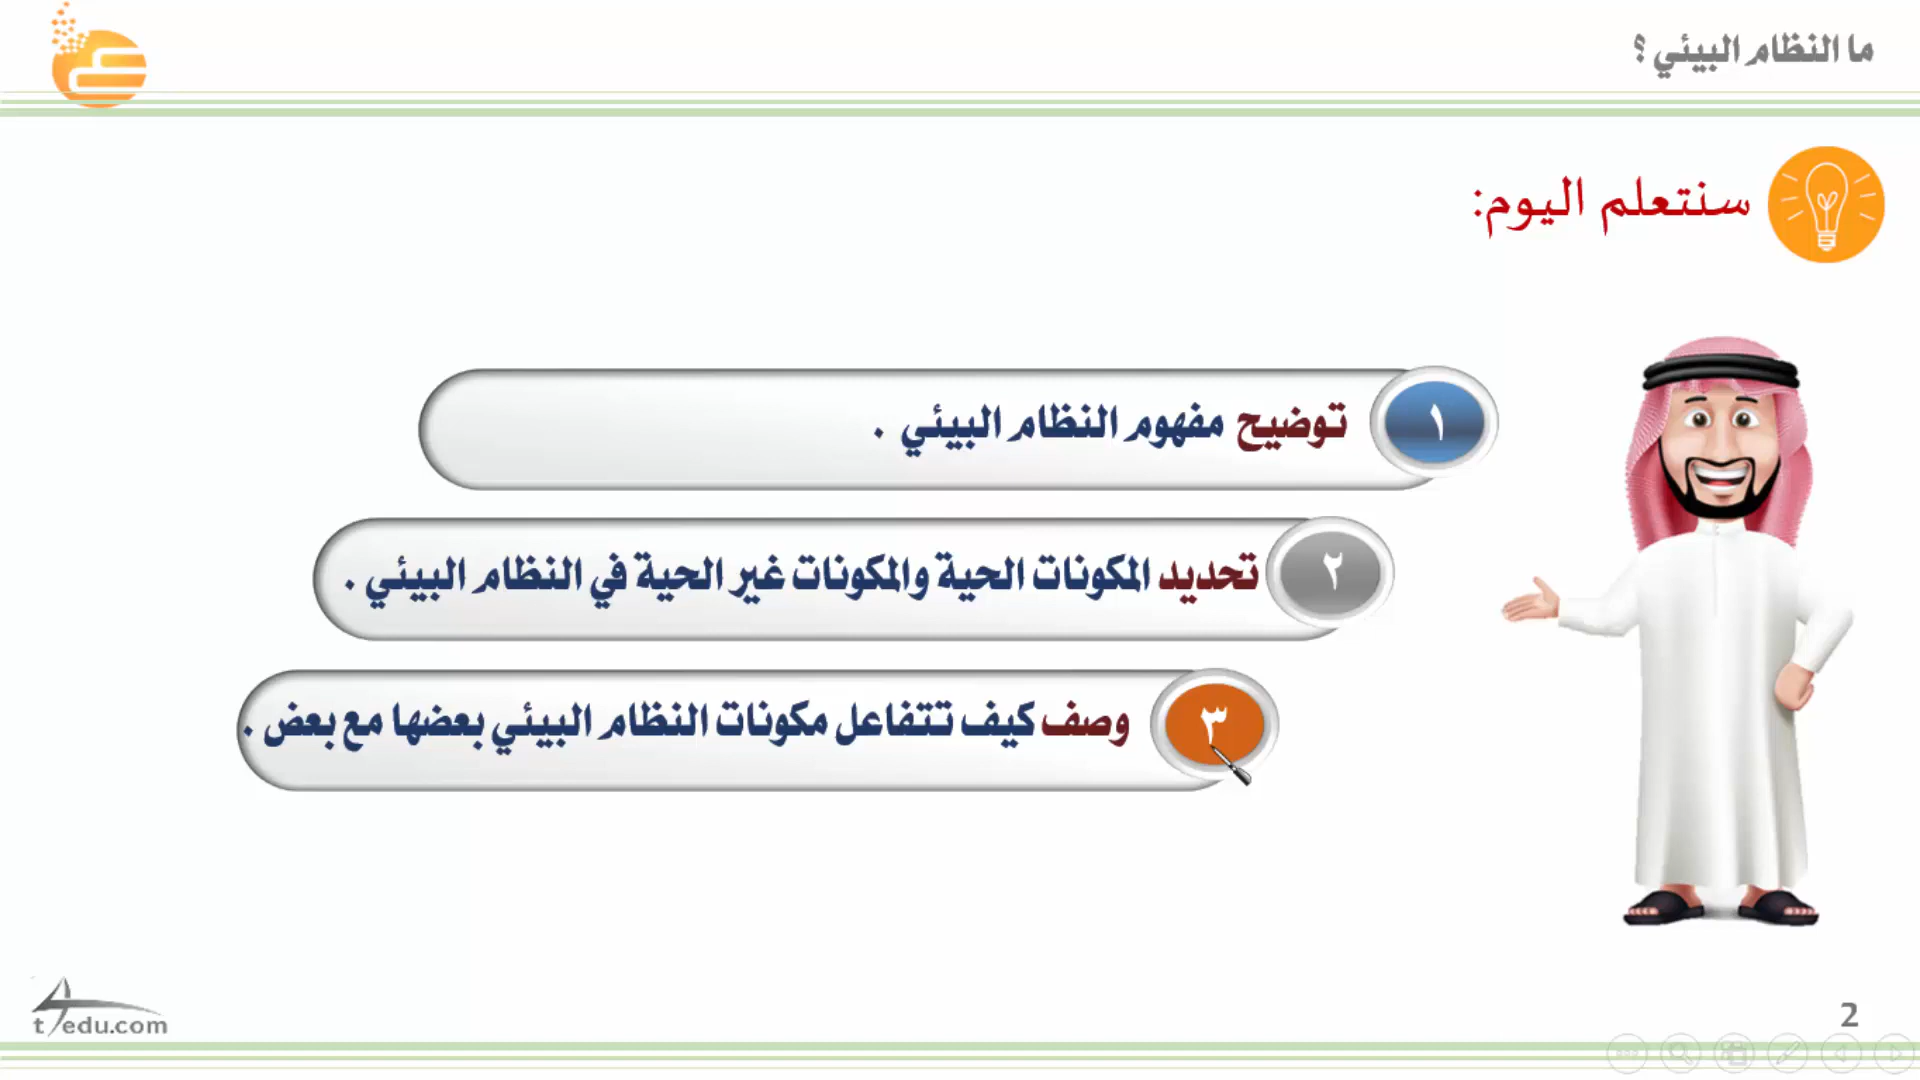 ما النظام البيئي ؟
سنتعلم اليوم:
١ توضيح مفهوم النظام البيئي .
٢ تحديد المكونات الحية والمكونات غير الحية في النظام البيئي .
٣ وصف كيف تتفاعل مكونات النظام البيئي بعضها مع بعض .
t4edu.com
2